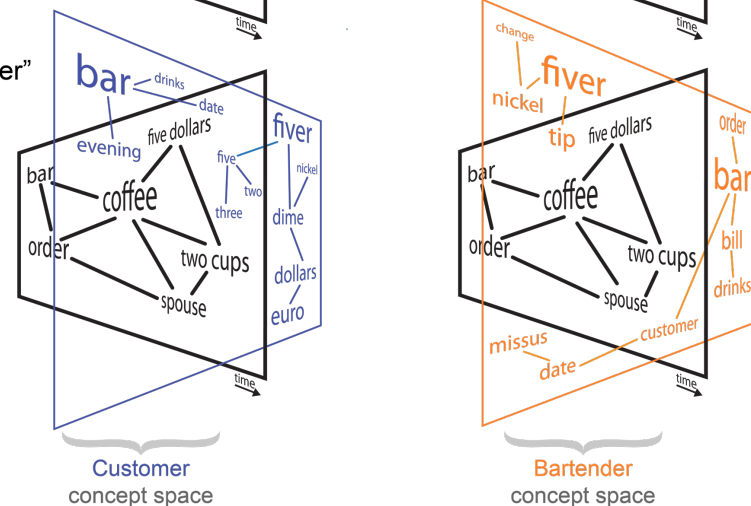 time
time
er”
bar
drinks
date
evening
five dollars
fiver
five
nickel
two
three
bar
coffee
dime
order
two cups
dollars
spouse
euro
time
Customer
concept space
change
fiver
nickel
tip
five dollars
order
bar
bar
coffee
order
two cups
bill
drinks
spouse
customer
missus
date
time
Bartender
concept space